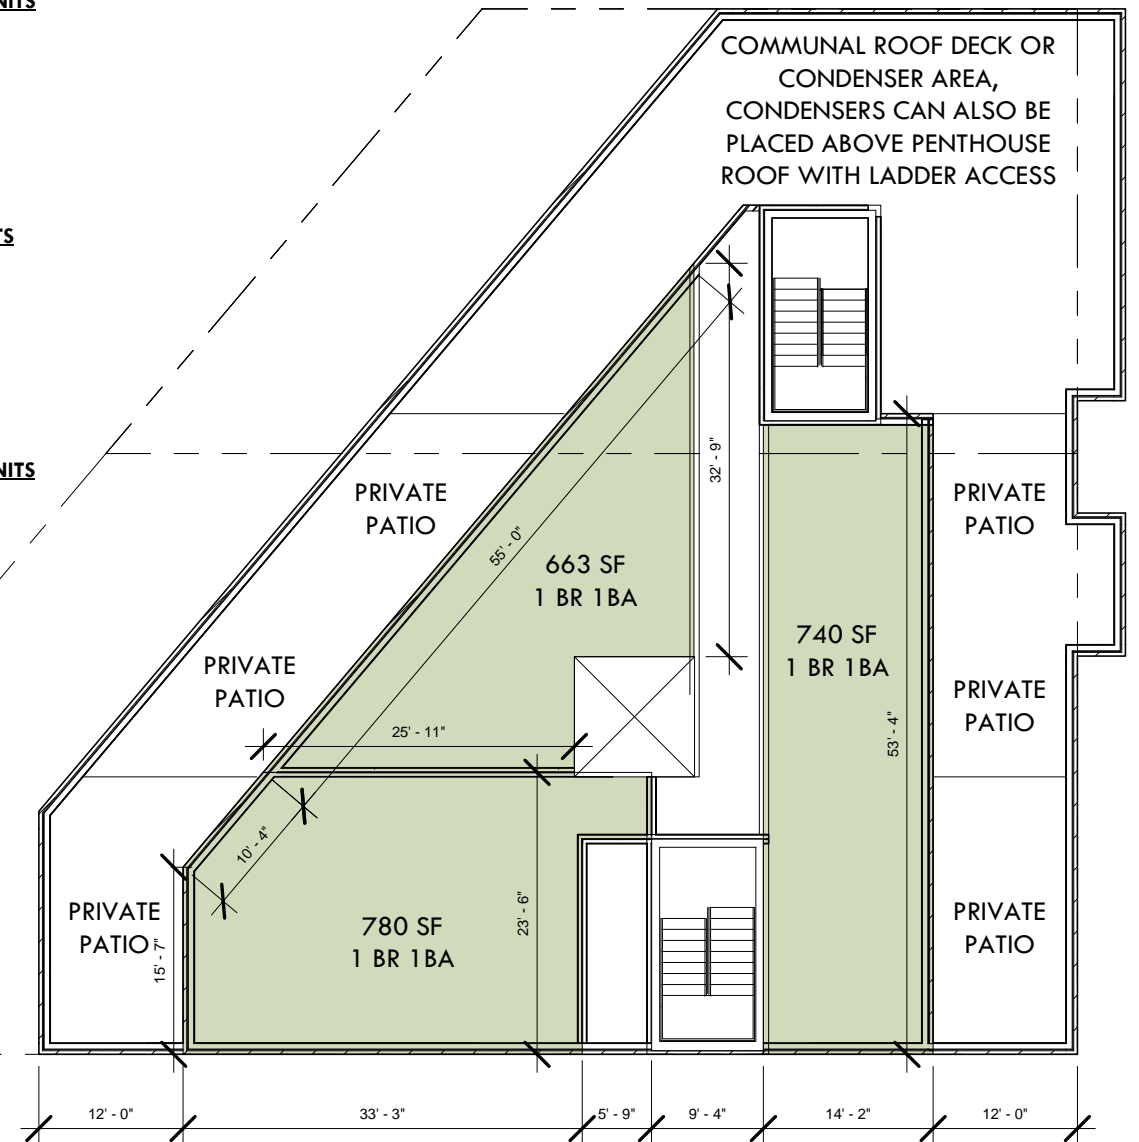 NITS
COMMUNAL ROOF DECK OR
CONDENSER AREA,
CONDENSERS CAN ALSO BE
PLACED ABOVE PENTHOUSE
ROOF WITH LADDER ACCESS
TS
NITS
32' - 9"
PRIVATE
PATIO
PRIVATE
PATIO
55' - 0"
663 SF
1 BR 1BA
740 SF
1 BR 1BA
PRIVATE
PATIO
PRIVATE
PATIO
25' - 11"
53' - 4"
10' - 4"
PRIVATE
PATIO
15' - 7"
780 SF
1 BR 1BA
23' - 6"
PRIVATE
PATIO
12' - 0"
33' - 3"
5' - 9"
9' - 4"
14' - 2"
12' - 0"